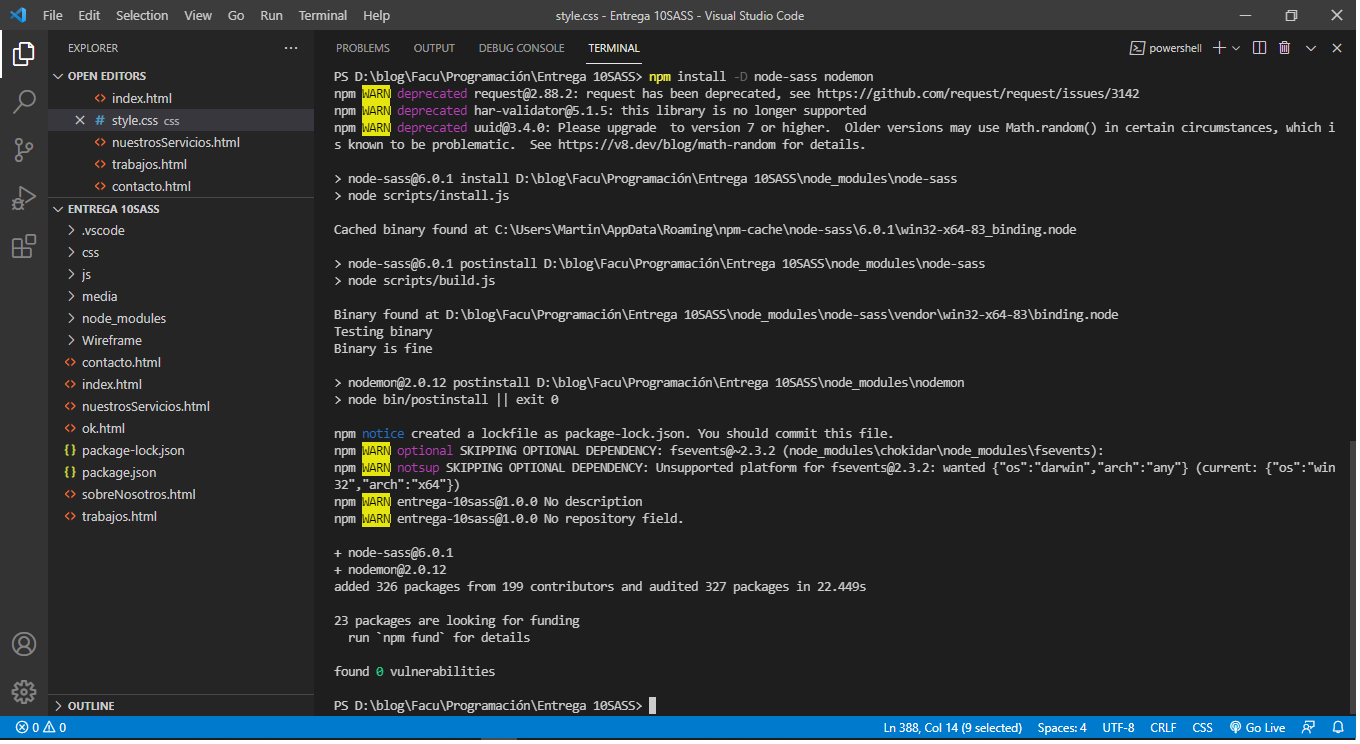 File Edit Selection View Go Run Terminal Help
style.css - Entrega 10SASS - Visual Studio Code
EXPLORER
OPEN EDITORS
index.html
style.css css
nuestrosServicios.html
trabajos.html
contacto.html
ENTREGA 10SASS
.vscode
css
js
media
node_modules
Wireframe
contacto.html
index.html
nuestrosServicios.html
ok.html
package-lock.json
package.json
sobreNosotros.html
trabajos.html
OUTLINE
PROBLEMS OUTPUT DEBUG CONSOLE TERMINAL
powershell
PS D:\blog\Facu\Programación\Entrega 10SASS> npm install -D node-sass nodemon
npm WARN deprecated request@2.88.2: request has been deprecated, see https://github.com/request/request/issues/3142
npm WARN deprecated har-validator@5.1.5: this library is no longer supported
npm WARN deprecated uuid@3.4.0: Please upgrade  to version 7 or higher.  Older versions may use Math.random() in certain circumstances, which i
s known to be problematic.  See https://v8.dev/blog/math-random for details.
> node-sass@6.0.1 install D:\blog\Facu\Programación\Entrega 10SASS\node_modules\node-sass
> node scripts/install.js
Cached binary found at C:\Users\Martin\AppData\Roaming\npm-cache\node-sass\6.0.1\win32-x64-83_binding.node
> node-sass@6.0.1 postinstall D:\blog\Facu\Programación\Entrega 10SASS\node_modules\node-sass
> node scripts/build.js
Binary found at D:\blog\Facu\Programación\Entrega 10SASS\node_modules\node-sass\vendor\win32-x64-83\binding.node
Testing binary
Binary is fine
> nodemon@2.0.12 postinstall D:\blog\Facu\Programación\Entrega 10SASS\node_modules\nodemon
> node bin/postinstall || exit 0
npm notice created a lockfile as package-lock.json. You should commit this file.
npm WARN optional SKIPPING OPTIONAL DEPENDENCY: fsevents@~2.3.2 (node_modules\chokidar\node_modules\fsevents):
npm WARN notsup SKIPPING OPTIONAL DEPENDENCY: Unsupported platform for fsevents@2.3.2: wanted {"os":"darwin","arch":"any"} (current: {"os":"win
32","arch":"x64"})
npm WARN entrega-10sass@1.0.0 No description
npm WARN entrega-10sass@1.0.0 No repository field.
+ node-sass@6.0.1
+ nodemon@2.0.12
added 326 packages from 199 contributors and audited 327 packages in 22.449s
23 packages are looking for funding
run `npm fund` for details
found 0 vulnerabilities
PS D:\blog\Facu\Programación\Entrega 10SASS>
0 0 Ln 388, Col 14 (9 selected) Spaces: 4 UTF-8 CRLF CSS Go Live